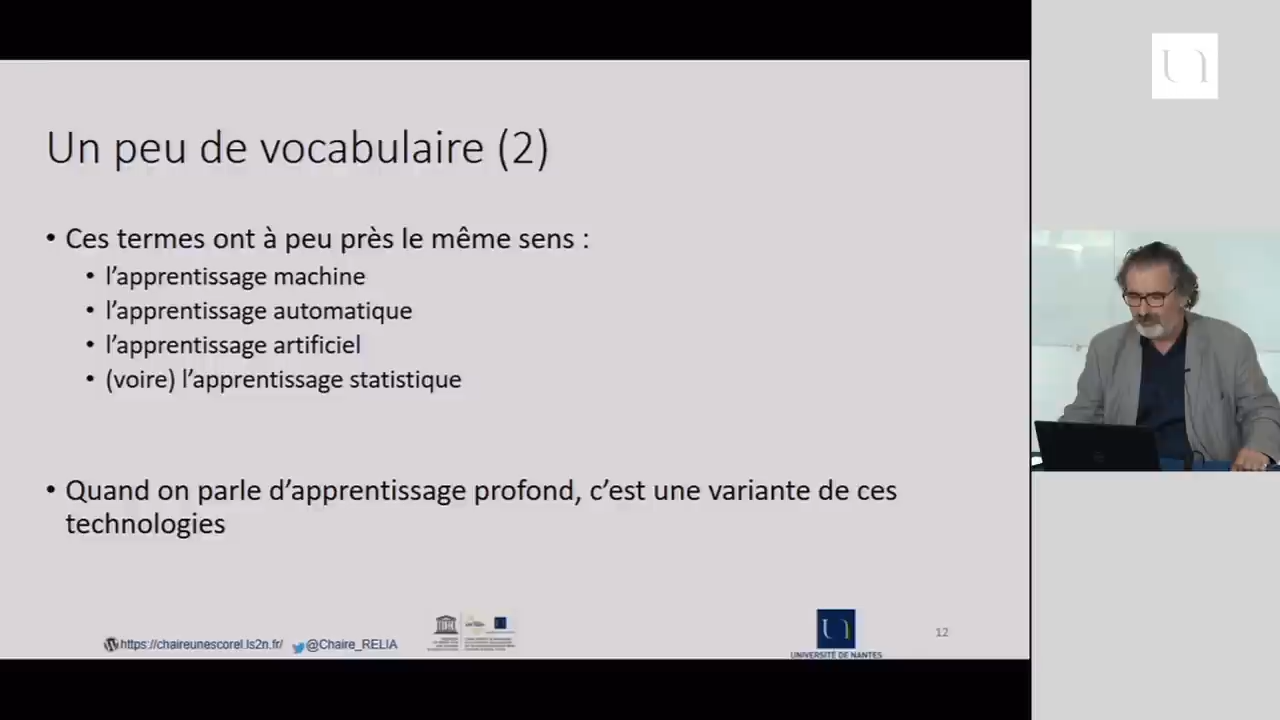 Un peu de vocabulaire (2)
• Ces termes ont à peu près le même sens :
• l’apprentissage machine
• l’apprentissage automatique
• l’apprentissage artificiel
• (voire) l’apprentissage statistique
• Quand on parle d’apprentissage profond, c’est une variante de ces
technologies
https://chaireunescorel.ls2n.fr/ @Chaire_RELIA
UNIVERSITÉ DE NANTES
12